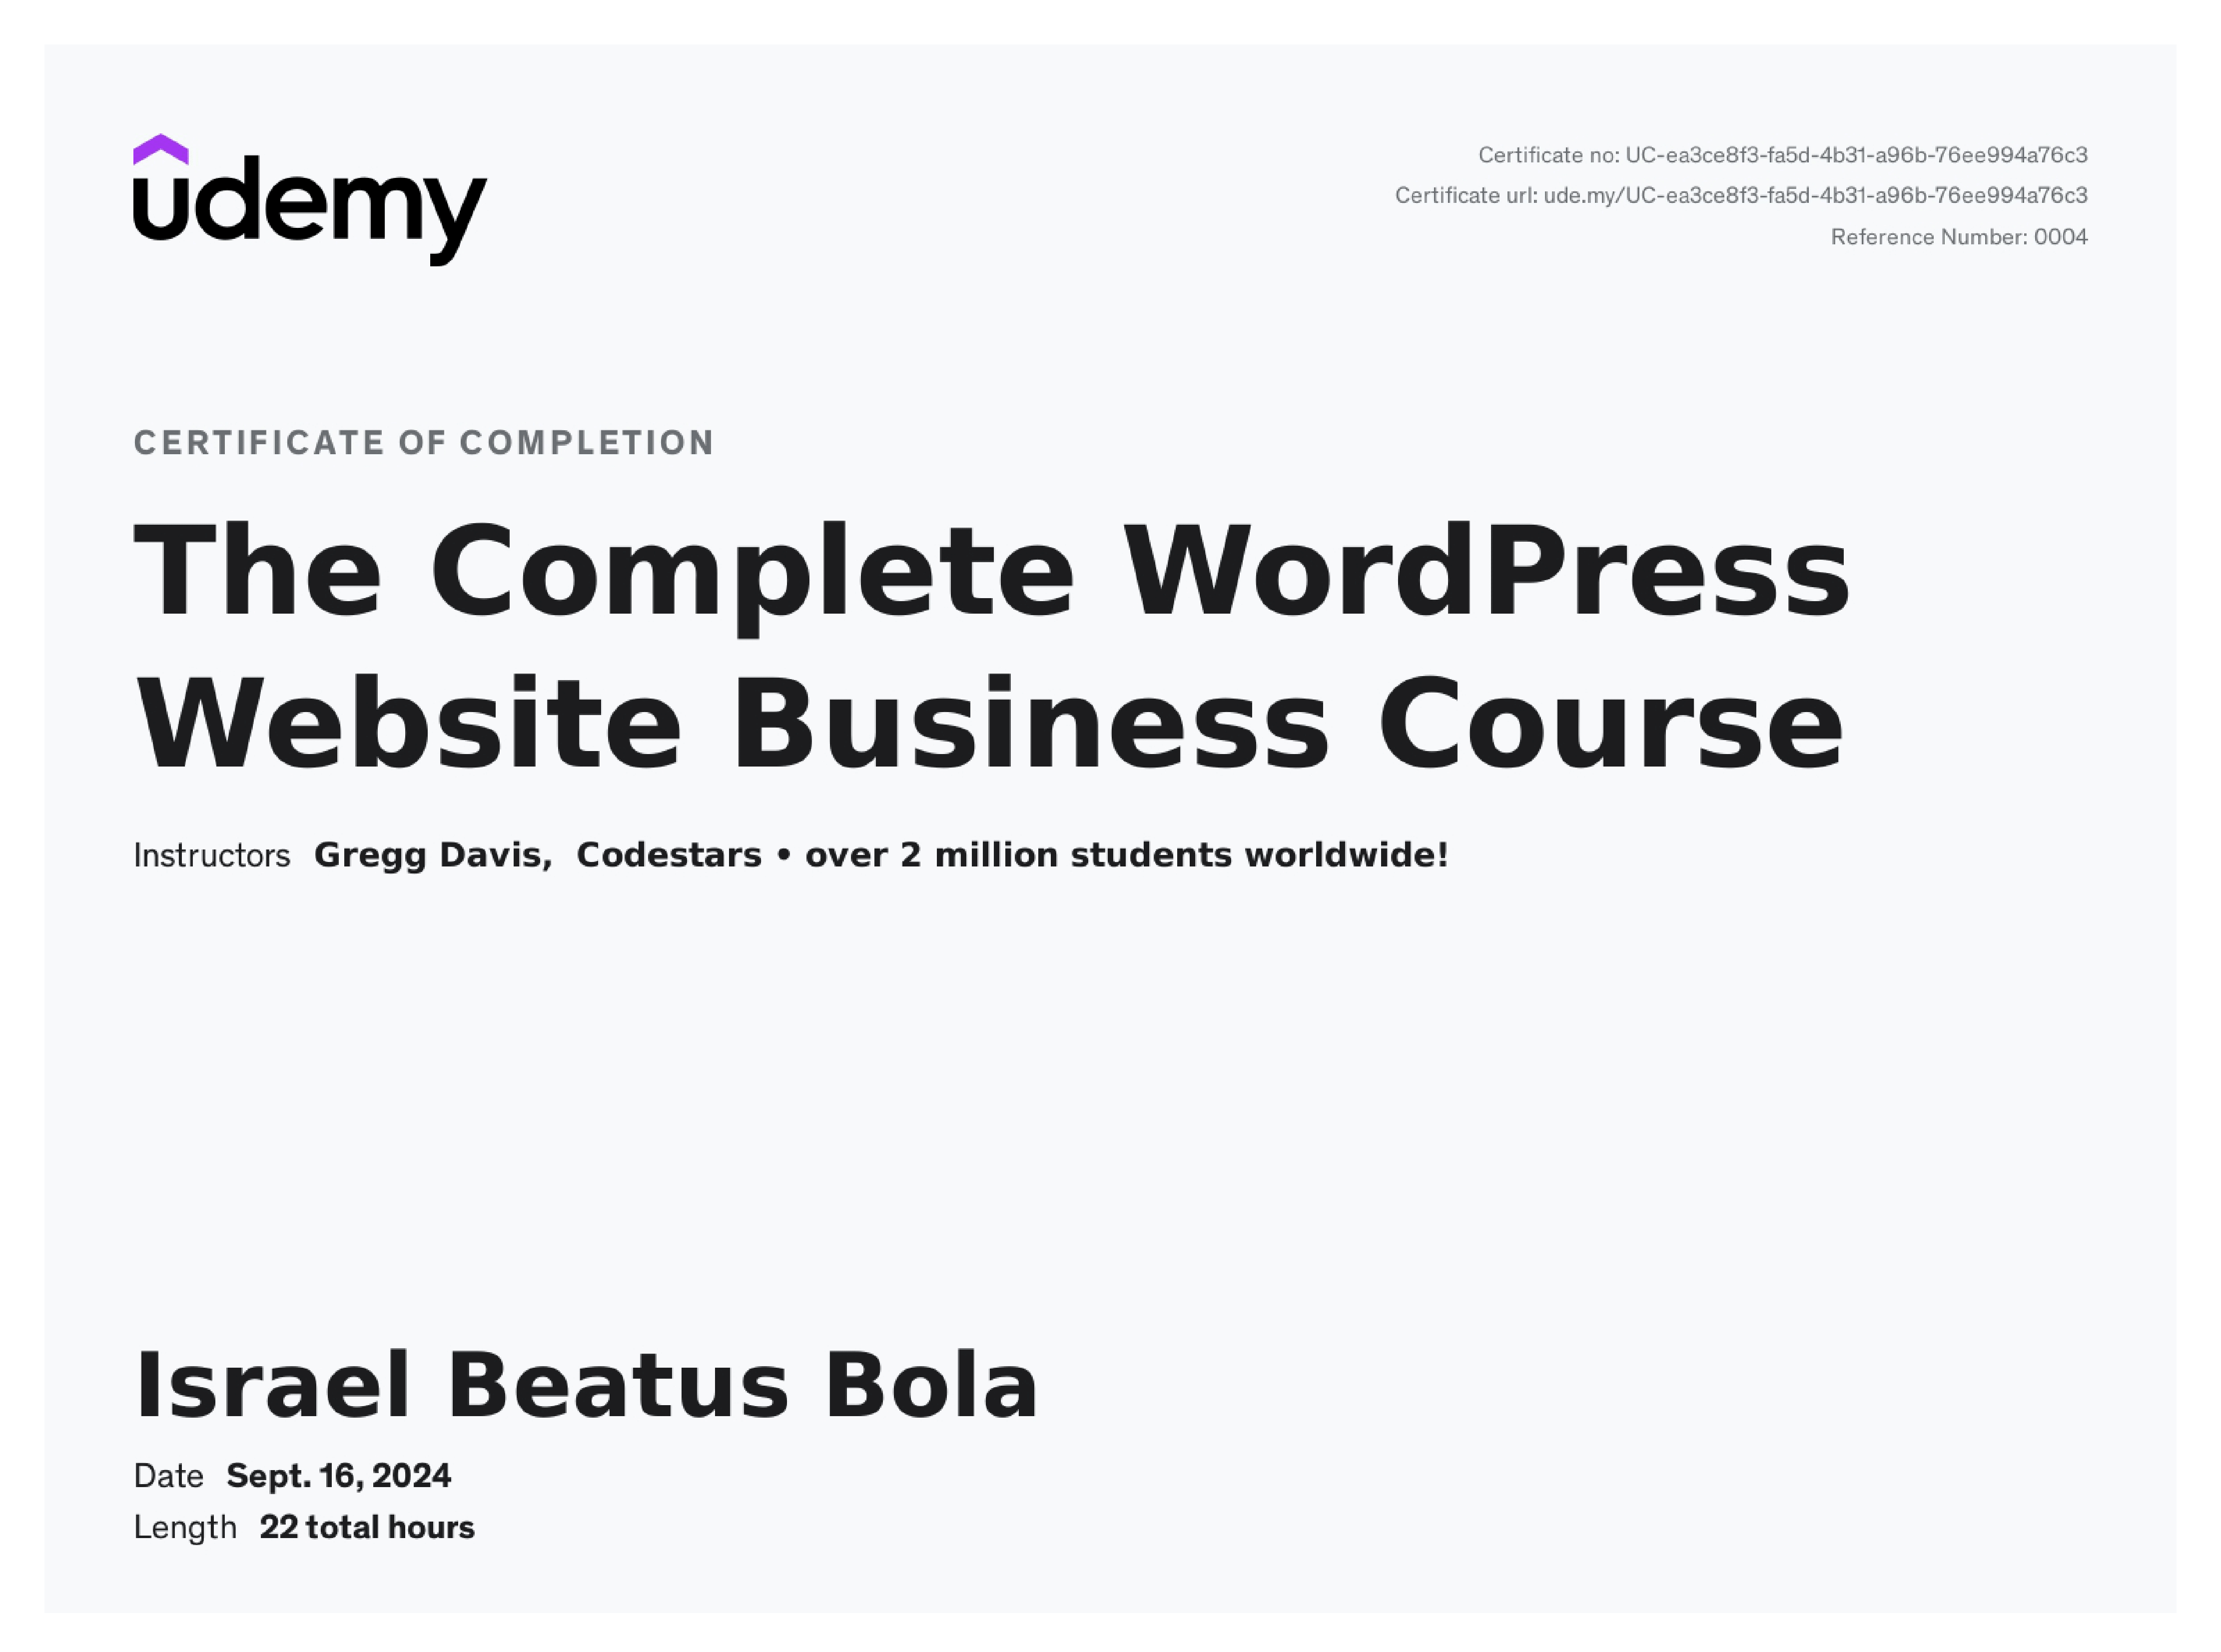 udemy
Certificate no: UC-ea3ce8f3-fa5d-4b31-a96b-76ee994a76c3
Certificate url: ude.my/UC-ea3ce8f3-fa5d-4b31-a96b-76ee994a76c3
Reference Number: 0004
CERTIFICATE OF COMPLETION
The Complete WordPress
Website Business Course
Instructors Gregg Davis, Codestars • over 2 million students worldwide!
Israel Beatus Bola
Date Sept. 16, 2024
Length 22 total hours